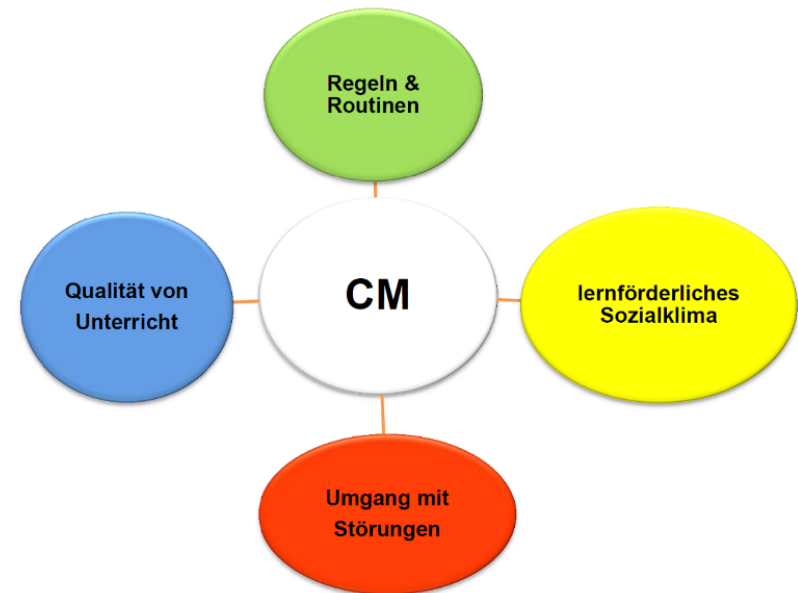 Regeln &
Routinen
Qualität von
Unterricht
CM
lernförderliches
Sozialklima
Umgang mit
Störungen